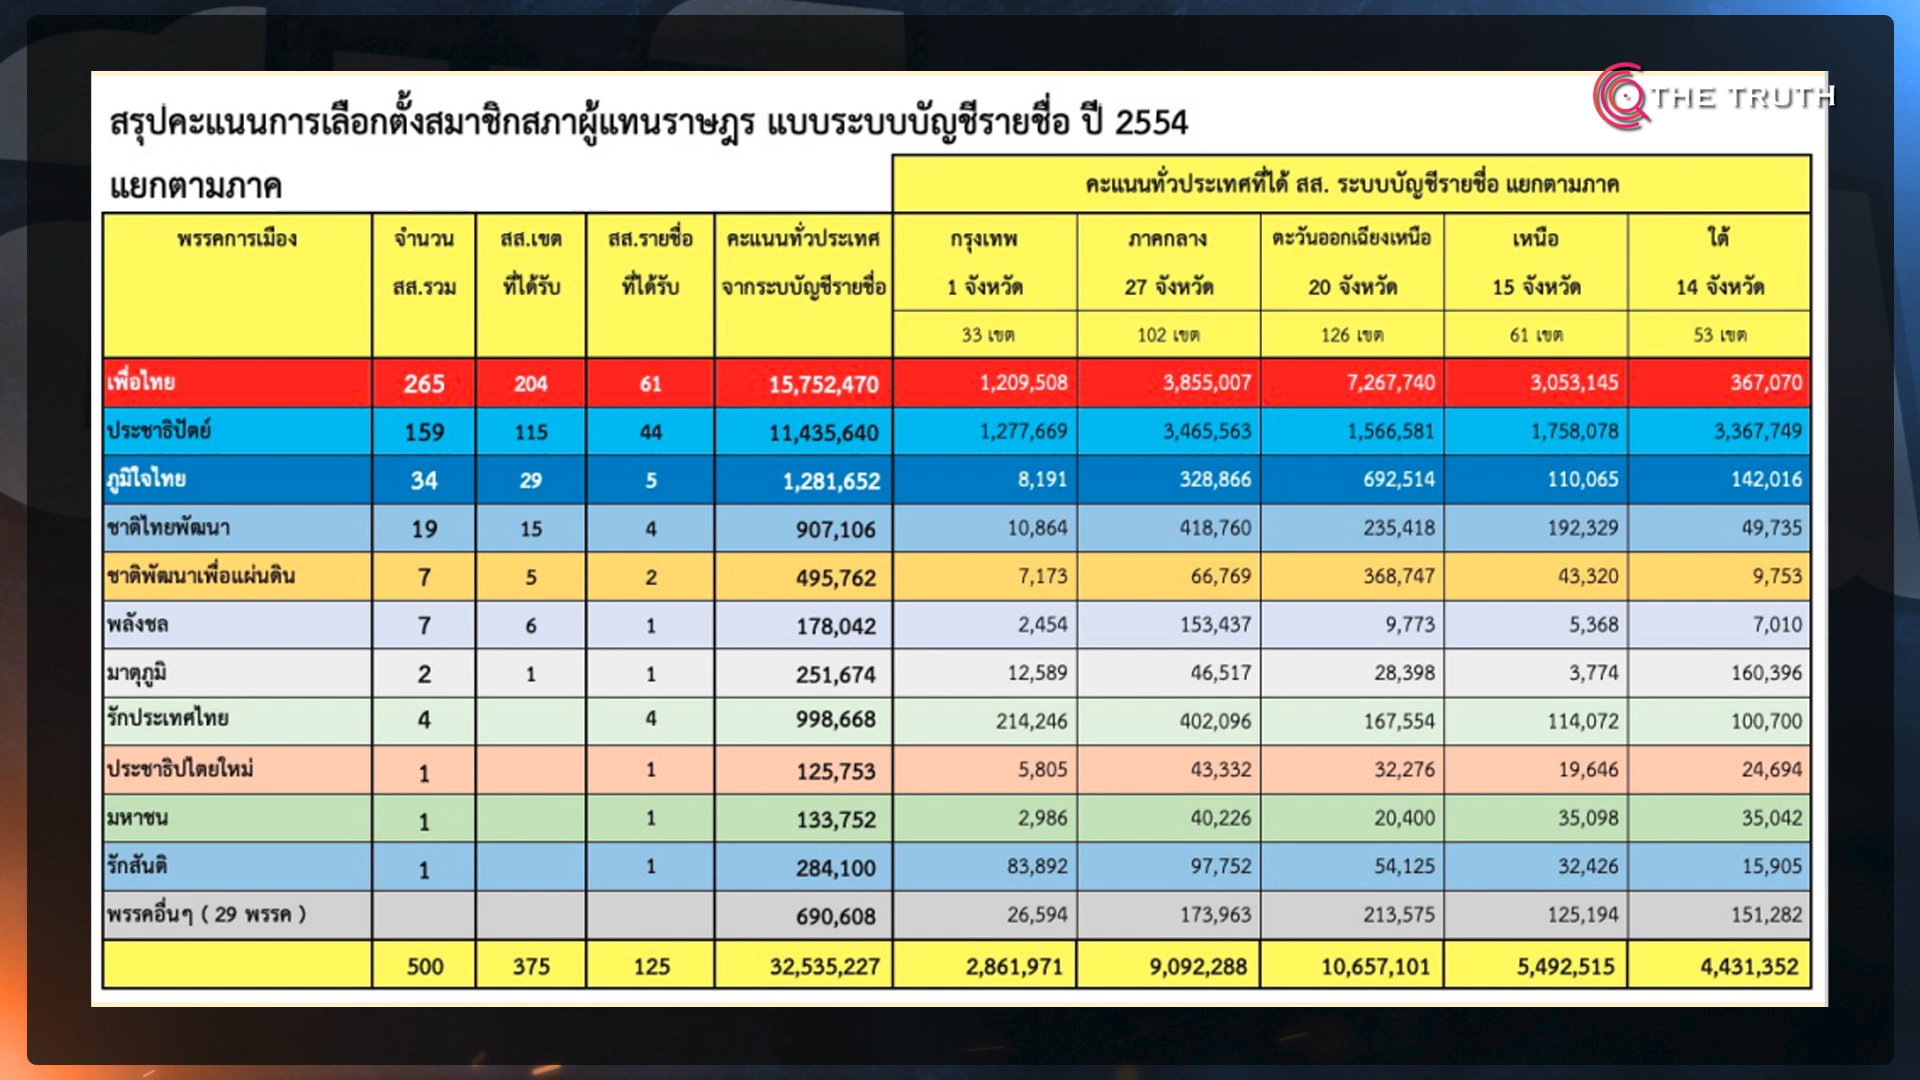 THE TRUTH
สรุปคะแนนการเลือกตั้งสมาชิกสภาผู้แทนราษฎร แบบระบบบัญชีรายชื่อ ปี 2554
แยกตามภาค
คะแนนทั่วประเทศที่ได้ สส. ระบบบัญชีรายชื่อ แยกตามภาค
พรรคการเมือง จำนวน สส.เขต สส.รายชื่อ คะแนนทั่วประเทศ กรุงเทพ ภาคกลาง ตะวันออกเฉียงเหนือ เหนือ ใต้
สส.รวม ที่ได้รับ ที่ได้รับ จากระบบบัญชีรายชื่อ 1 จังหวัด 27 จังหวัด 20 จังหวัด 15 จังหวัด 14 จังหวัด
33 เขต 102 เขต 126 เขต 61 เขต 53 เขต
เพื่อไทย 265 204 61 15,752,470 1,209,508 3,855,007 7,267,740 3,053,145 367,070
ประชาธิปัตย์ 159 115 44 11,435,640 1,277,669 3,465,563 1,566,581 1,758,078 3,367,749
ภูมิใจไทย 34 29 5 1,281,652 8,191 328,866 692,514 110,065 142,016
ชาติไทยพัฒนา 19 15 4 907,106 10,864 418,760 235,418 192,329 49,735
ชาติพัฒนาเพื่อแผ่นดิน 7 5 2 495,762 7,173 66,769 368,747 43,320 9,753
พลังชล 7 6 1 178,042 2,454 153,437 9,773 5,368 7,010
มาตุภูมิ 2 1 1 251,674 12,589 46,517 28,398 3,774 160,396
รักประเทศไทย 4 4 998,668 214,246 402,096 167,554 114,072 100,700
ประชาธิปไตยใหม่ 1 1 125,753 5,805 43,332 32,276 19,646 24,694
มหาชน 1 1 133,752 2,986 40,226 20,400 35,098 35,042
รักสันติ 1 1 284,100 83,892 97,752 54,125 32,426 15,905
พรรคอื่นๆ ( 29 พรรค ) 690,608 26,594 173,963 213,575 125,194 151,282
500 375 125 32,535,227 2,861,971 9,092,288 10,657,101 5,492,515 4,431,352